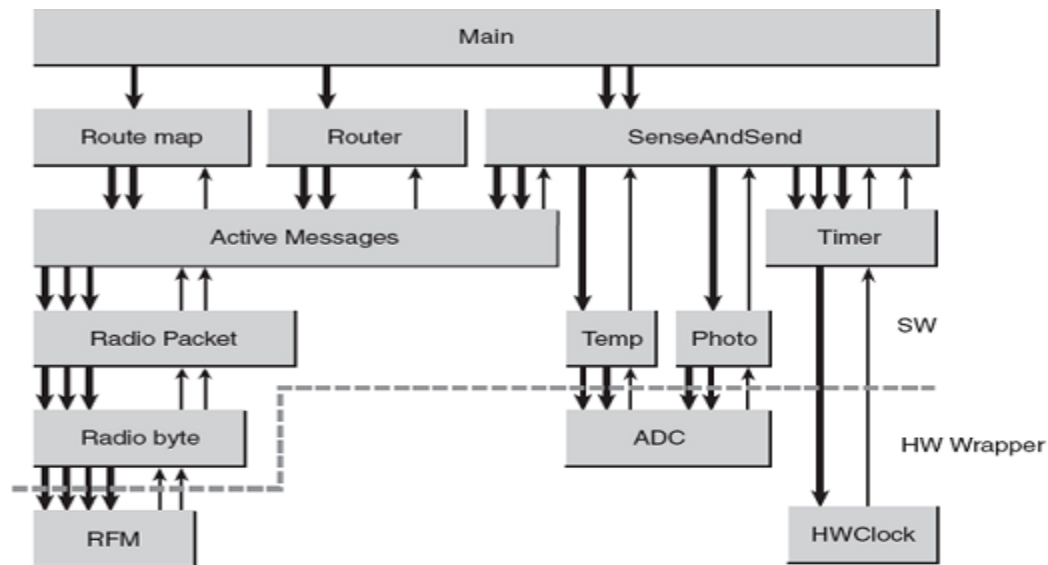 Main
Route map
Router
SenseAndSend
Active Messages
Timer
Radio Packet
Temp
Photo
SW
Radio byte
ADC
HW Wrapper
RFM
HWClock